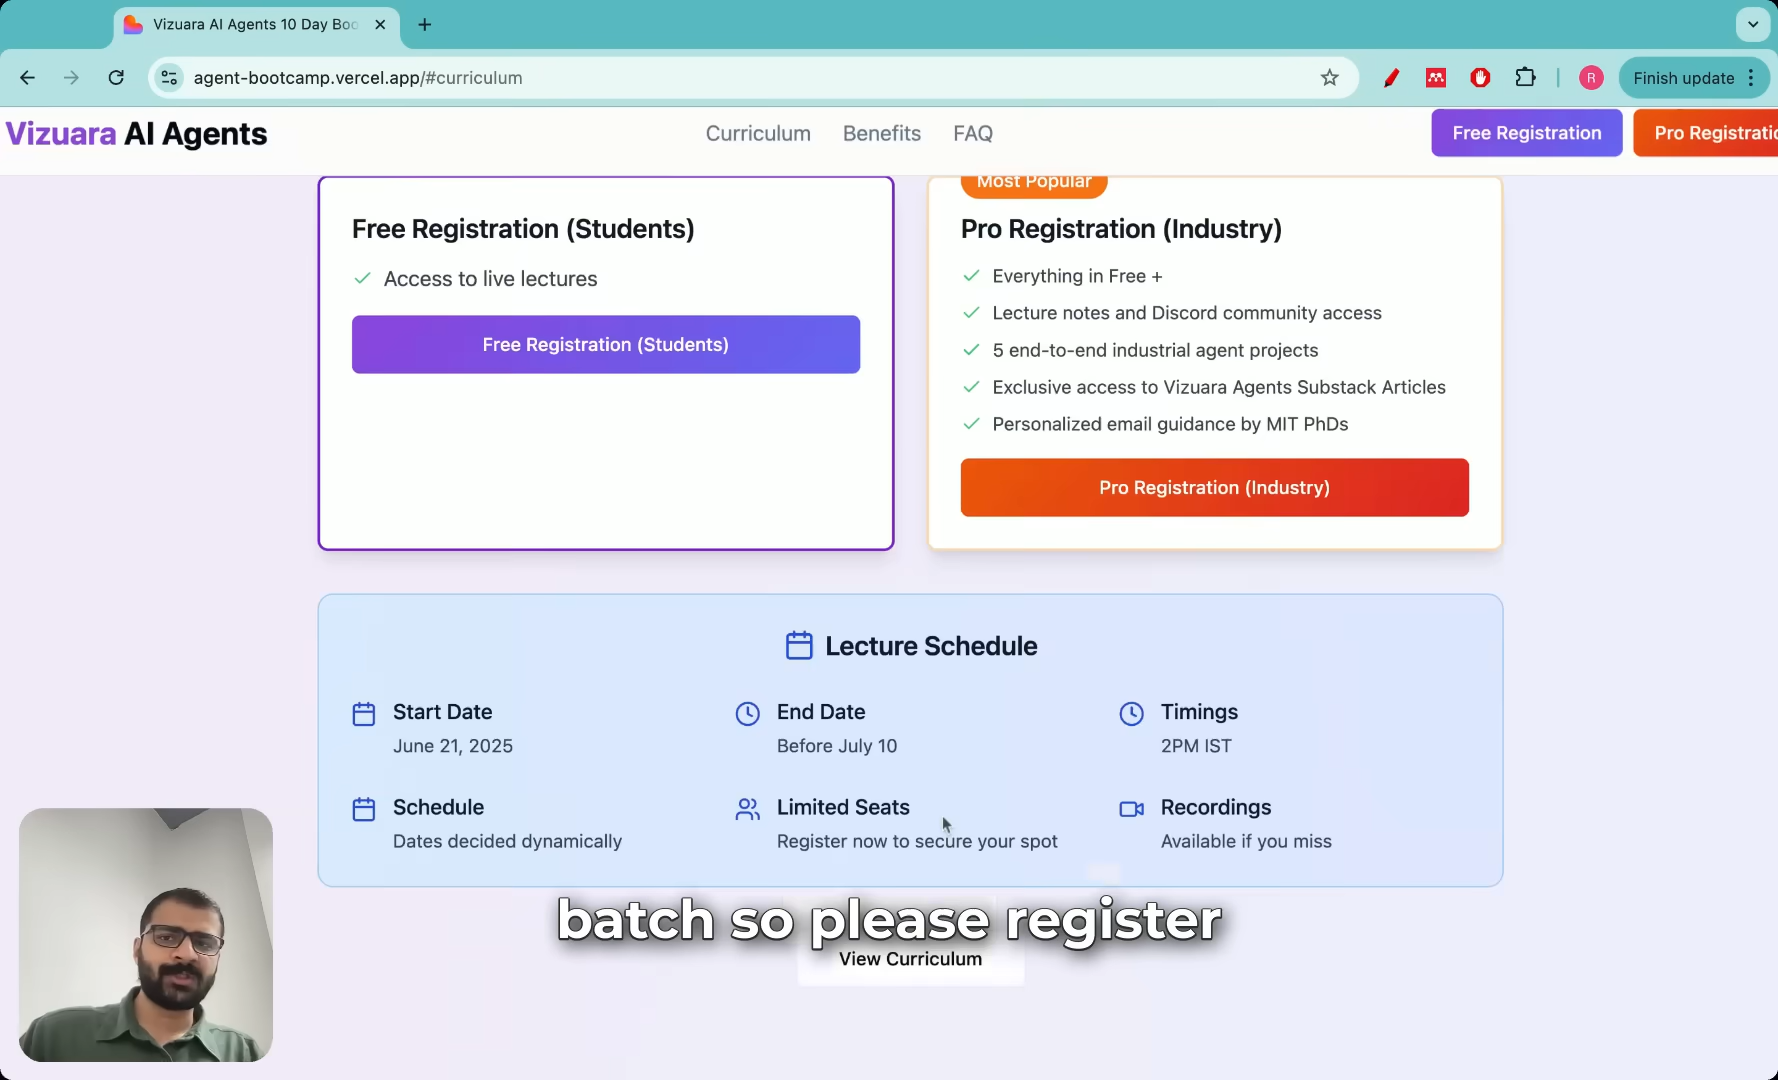 Vizuara AI Agents 10 Day Boo
agent-bootcamp.vercel.app/#curriculum
R
Finish update
Vizuara AI Agents
Curriculum
Benefits
FAQ
Free Registration
Pro Registratio
Most Popular
Free Registration (Students)
Access to live lectures
Free Registration (Students)
Pro Registration (Industry)
Everything in Free +
Lecture notes and Discord community access
5 end-to-end industrial agent projects
Exclusive access to Vizuara Agents Substack Articles
Personalized email guidance by MIT PhDs
Pro Registration (Industry)
Lecture Schedule
Start Date
June 21, 2025
End Date
Before July 10
Timings
2PM IST
Schedule
Dates decided dynamically
Limited Seats
Register now to secure your spot
Recordings
Available if you miss
batch so please register
View Curriculum